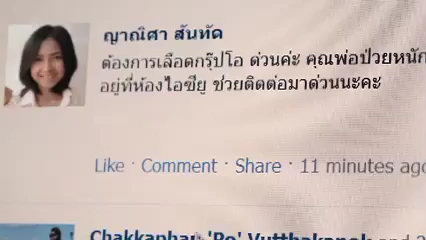 ญาณิศา สันทัด
ต้องการเลือดกรุ๊ปโอ ด่วนค่ะ คุณพ่อป่วยหนัก
อยู่ที่ห้องไอซียู ช่วยติดต่อมาด่วนนะคะ
Like · Comment · Share · 11 minutes ago
Chakkaphan 'Po'